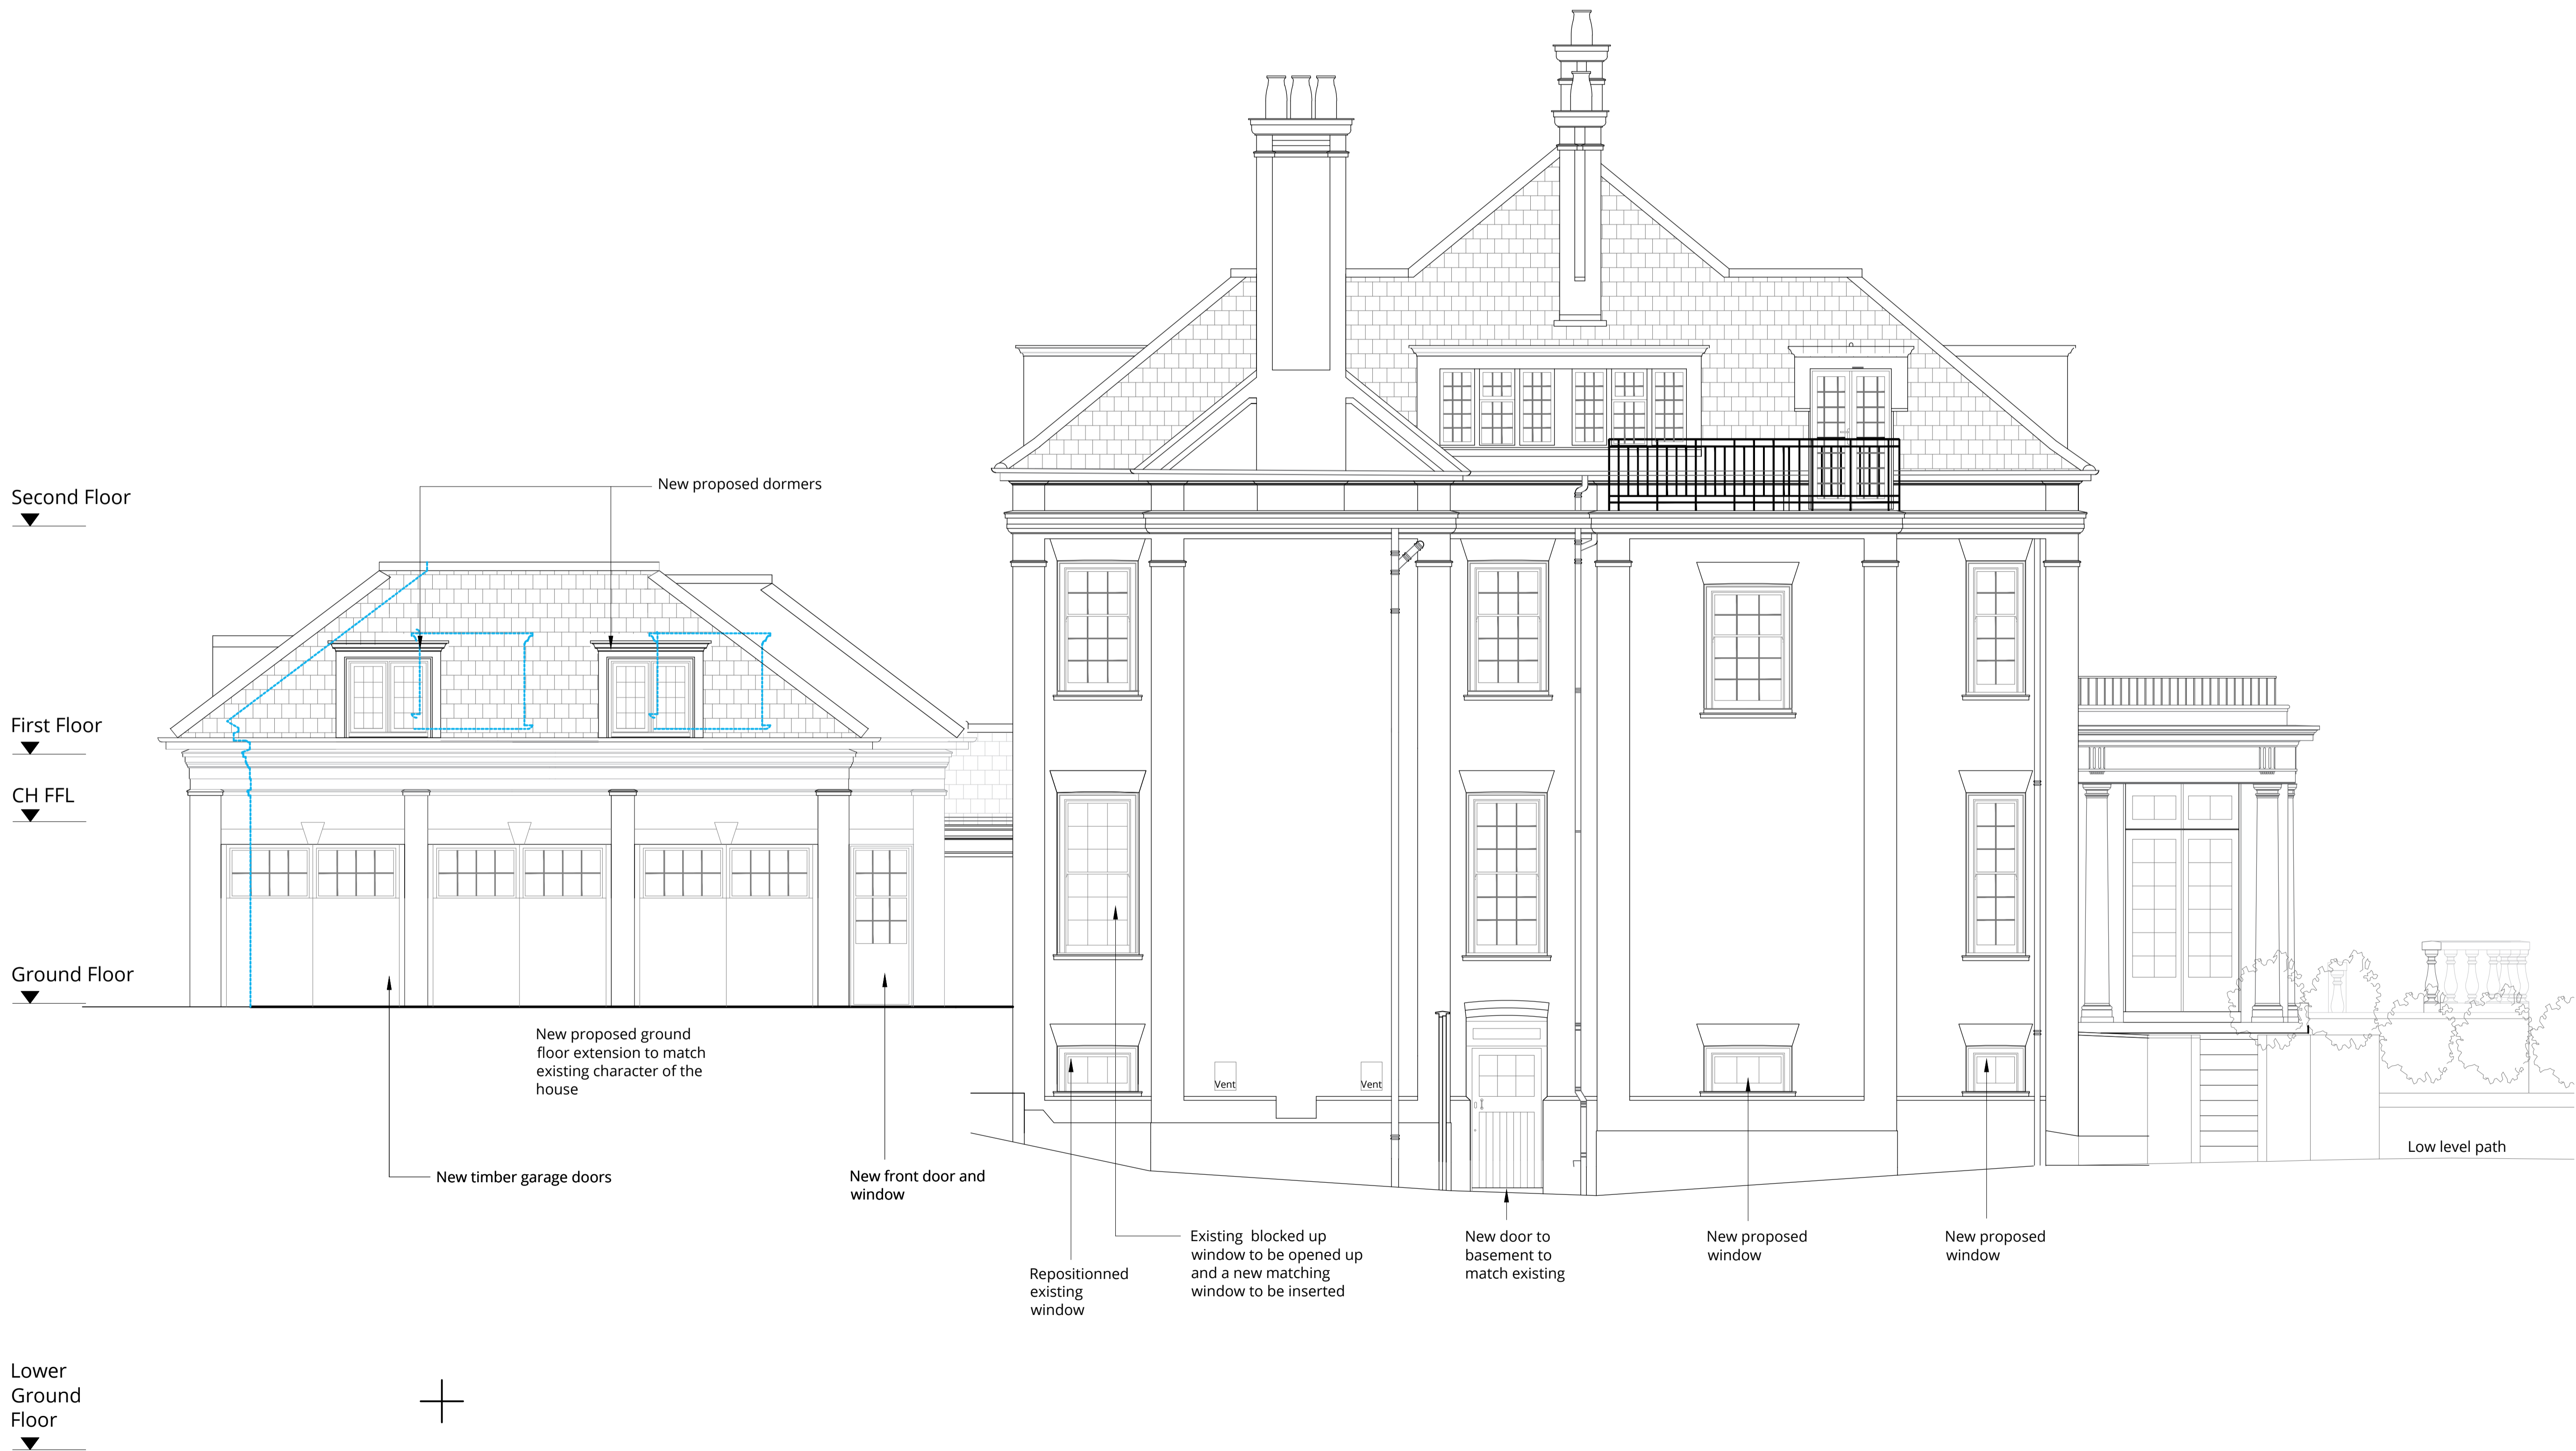 Second Floor
New proposed dormers
First Floor
CH FFL
Ground Floor
New proposed ground
floor extension to match
existing character of the
house
Vent
Vent
New timber garage doors
New front door and
window
Low level path
Repositionned
existing
window
Existing  blocked up
window to be opened up
and a new matching
window to be inserted
New door to
basement to
match existing
New proposed
window
New proposed
window
Lower
Ground
Floor